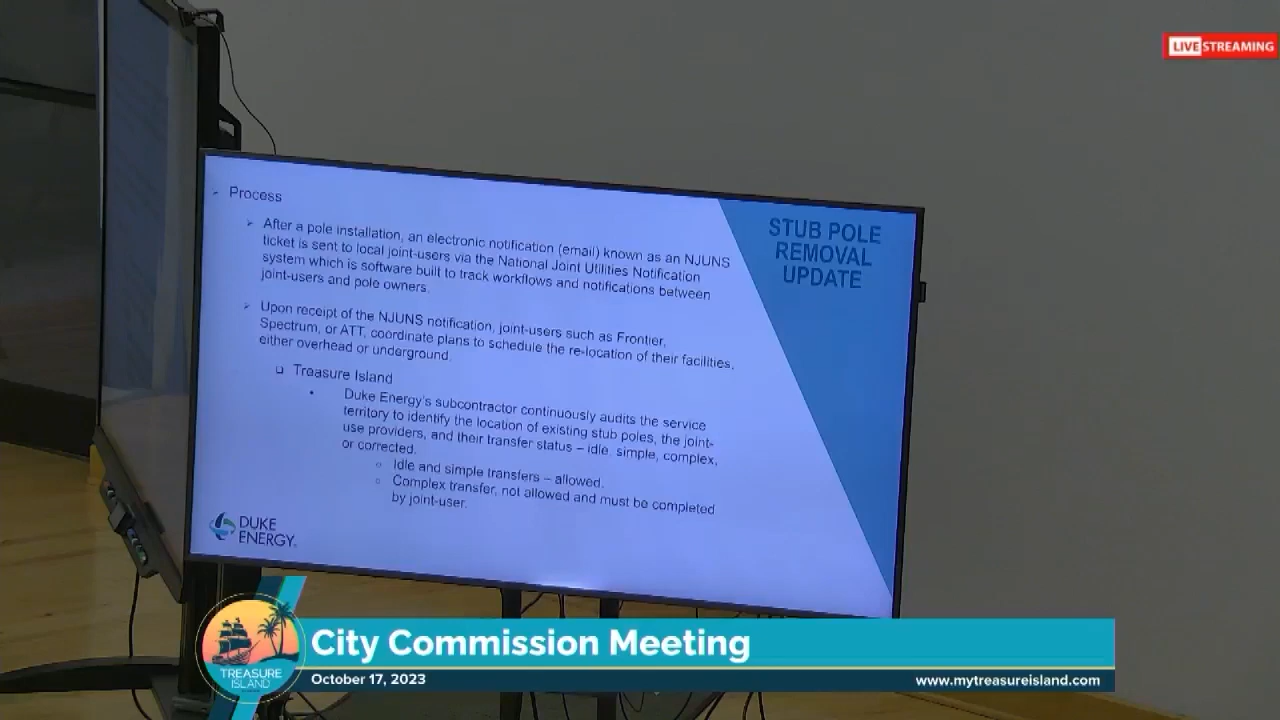 LIVE STREAMING
Process
After a pole installation, an electronic notification (email) known as an NJUNS
ticket is sent to local joint-users via the National Joint Utilities Notification
system which is software built to track workflows and notifications between
joint-users and pole owners.
Upon receipt of the NJUNS notification, joint-users such as Frontier,
Spectrum, or ATT, coordinate plans to schedule the re-location of their facilities,
either overhead or underground.
Treasure Island
Duke Energy's subcontractor continuously audits the service
territory to identify the location of existing stub poles, the joint-
use providers, and their transfer status – idle, simple, complex,
or corrected.
Idle and simple transfers – allowed.
Complex transfer, not allowed and must be completed
by joint-user.
STUB POLE
REMOVAL
UPDATE
DUKE
ENERGY
TREASURE
ISLAND
City Commission Meeting
October 17, 2023
www.mytreasureisland.com